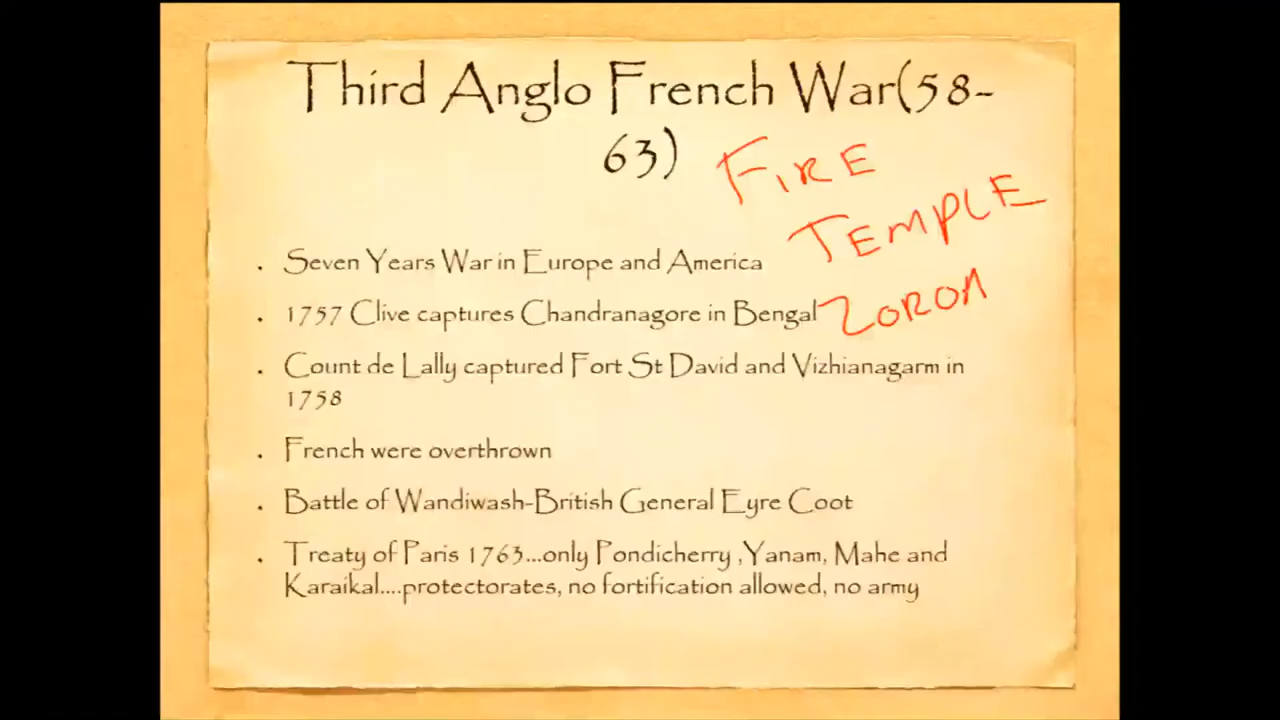 Third Anglo French War(58-
63)
FIRE
TEMPLE
ZOROA
. Seven Years War in Europe and America
. 1757 Clive captures Chandranagore in Bengal
. Count de Lally captured Fort St David and Vizhianagarm in
1758
. French were overthrown
. Battle of Wandiwash-British General Eyre Coot
. Treaty of Paris 1763...only Pondicherry ,Yanam, Mahe and
Karaikal....protectorates, no fortification allowed, no army